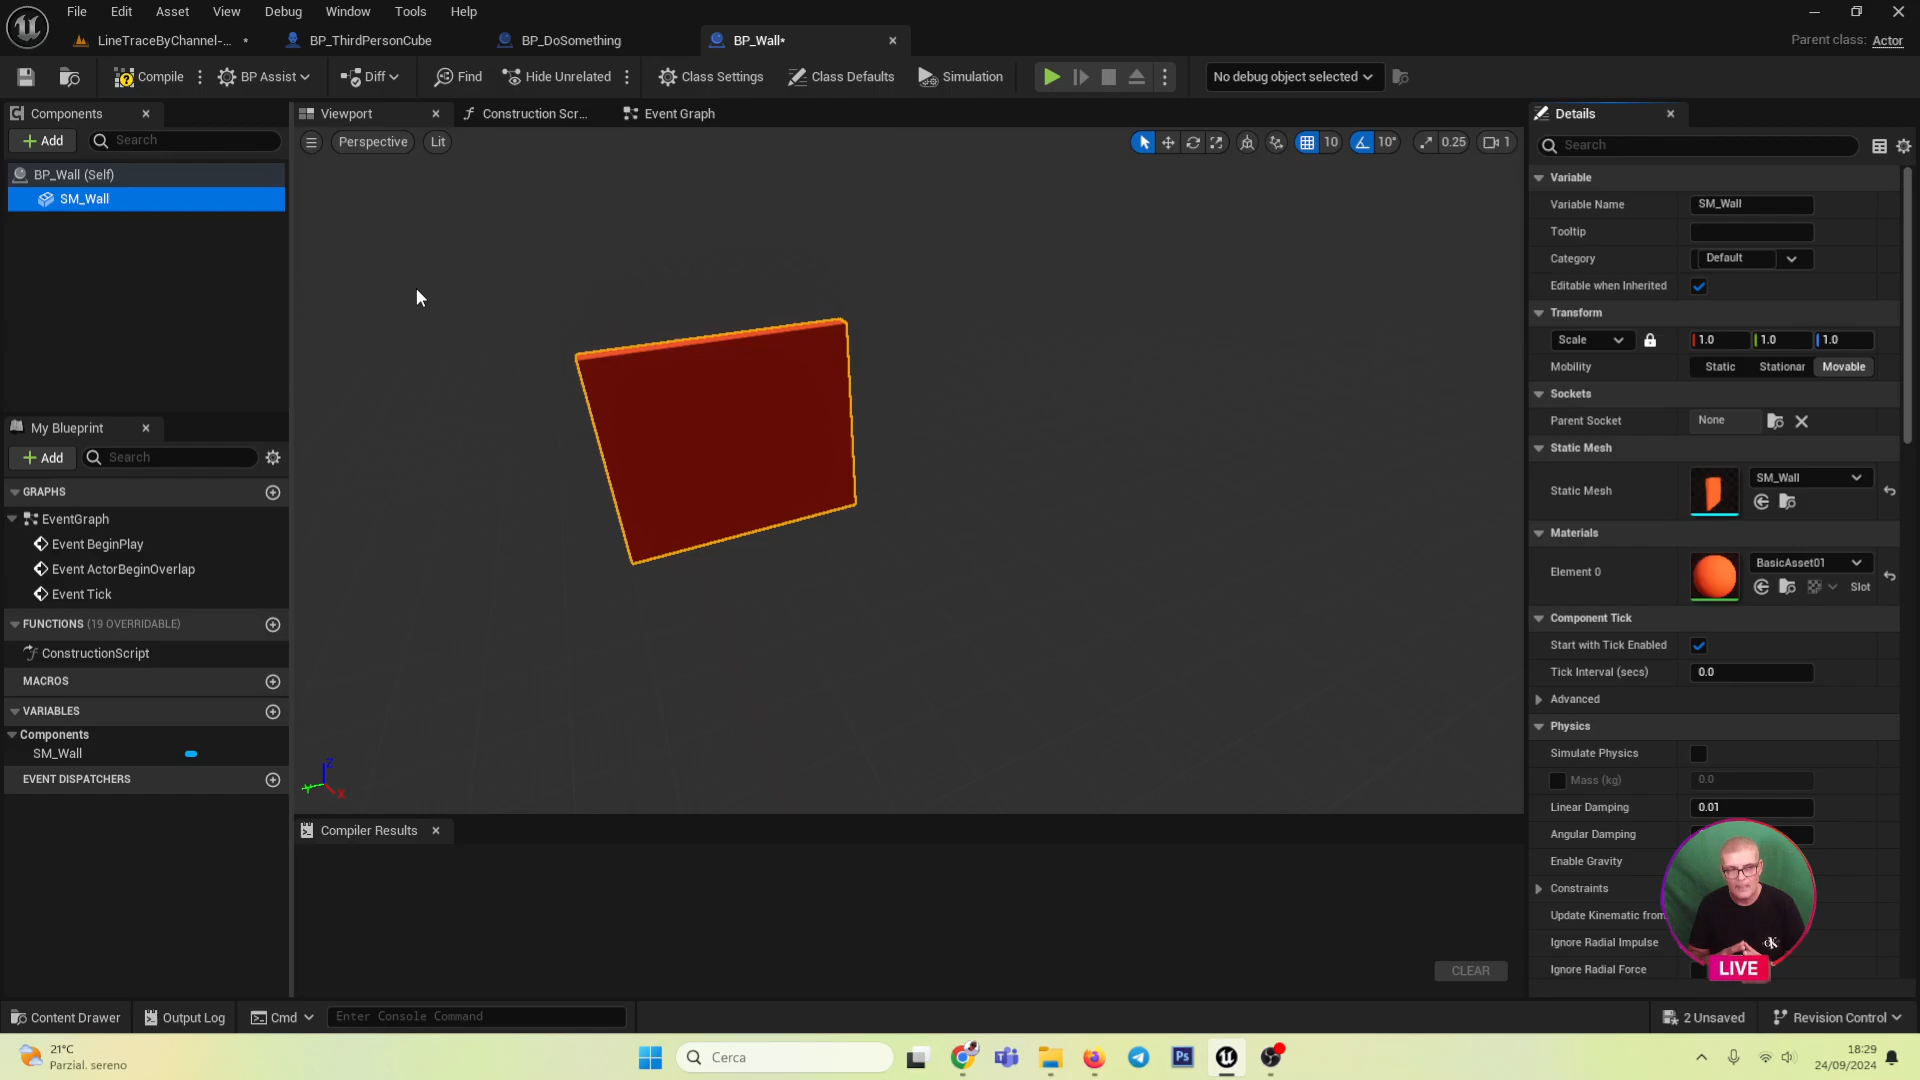 File Edit Asset View Debug Window Tools Help
LineTraceByChannel-... •
BP_ThirdPersonCube
BP_DoSomething
BP_Wall*
Parent class: Actor
Compile
BP Assist
Diff
Find
Hide Unrelated
Class Settings
Class Defaults
Simulation
No debug object selected
Components
Add
Search
BP_Wall (Self)
SM_Wall
Viewport
Construction Scr...
Event Graph
Perspective
Lit
10
10°
0.25
1
My Blueprint
Add
Search
GRAPHS
EventGraph
Event BeginPlay
Event ActorBeginOverlap
Event Tick
FUNCTIONS (19 OVERRIDABLE)
ConstructionScript
MACROS
VARIABLES
Components
SM_Wall
EVENT DISPATCHERS
Z
Y
X
Compiler Results
CLEAR
Details
Search
Variable
Variable Name SM_Wall
Tooltip
Category Default
Editable when Inherited
Transform
Scale 1.0 1.0 1.0
Mobility Static Stationar Movable
Sockets
Parent Socket None
Static Mesh
Static Mesh SM_Wall
Materials
Element 0 BasicAsset01
Slot
Component Tick
Start with Tick Enabled
Tick Interval (secs) 0.0
Advanced
Physics
Simulate Physics
Mass (kg) 0.0
Linear Damping 0.01
Angular Damping
Enable Gravity
Constraints
Update Kinematic from
Ignore Radial Impulse
Ignore Radial Force
LIVE
Content Drawer
Output Log
Cmd
Enter Console Command
2 Unsaved
Revision Control
21°C
Parzial. sereno
Cerca
Ps
18:29
24/09/2024